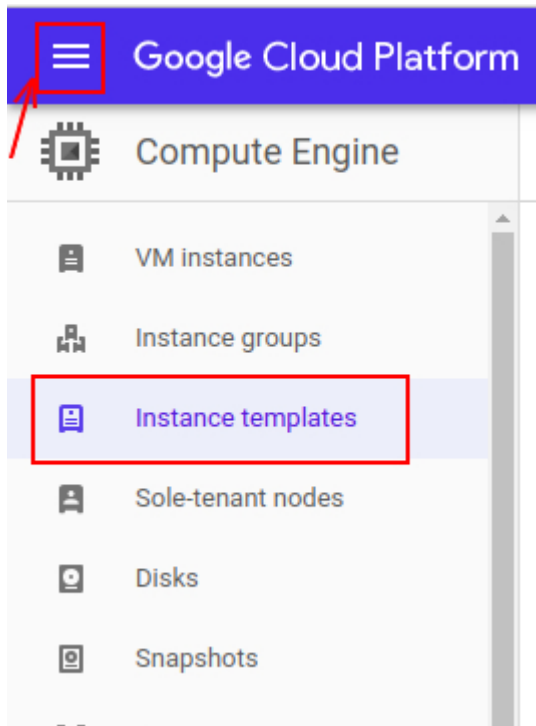 Google Cloud Platform
Compute Engine
VM instances
Instance groups
Instance templates
Sole-tenant nodes
Disks
Snapshots